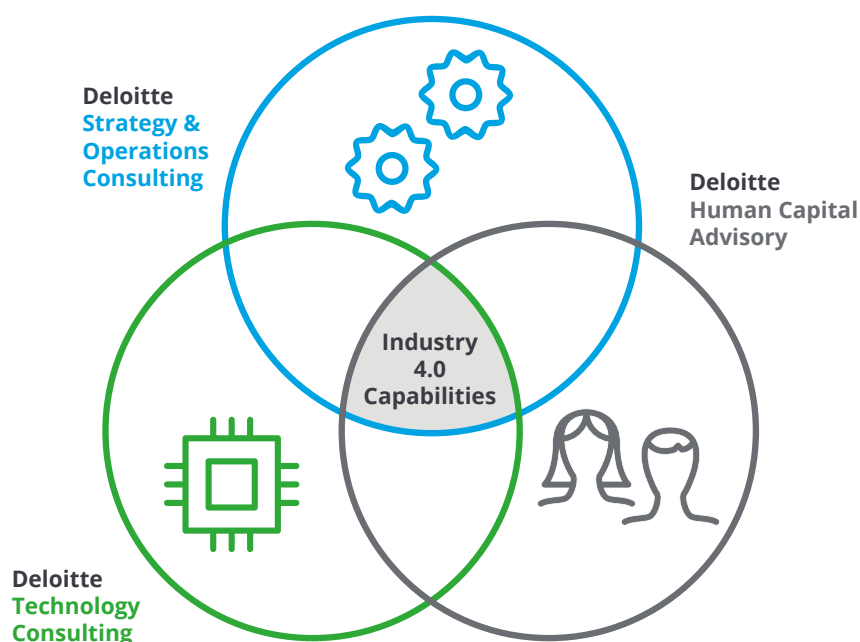 Deloitte
Strategy &
Operations
Consulting
Deloitte
Human Capital
Advisory
Industry
4.0
Capabilities
Deloitte
Technology
Consulting